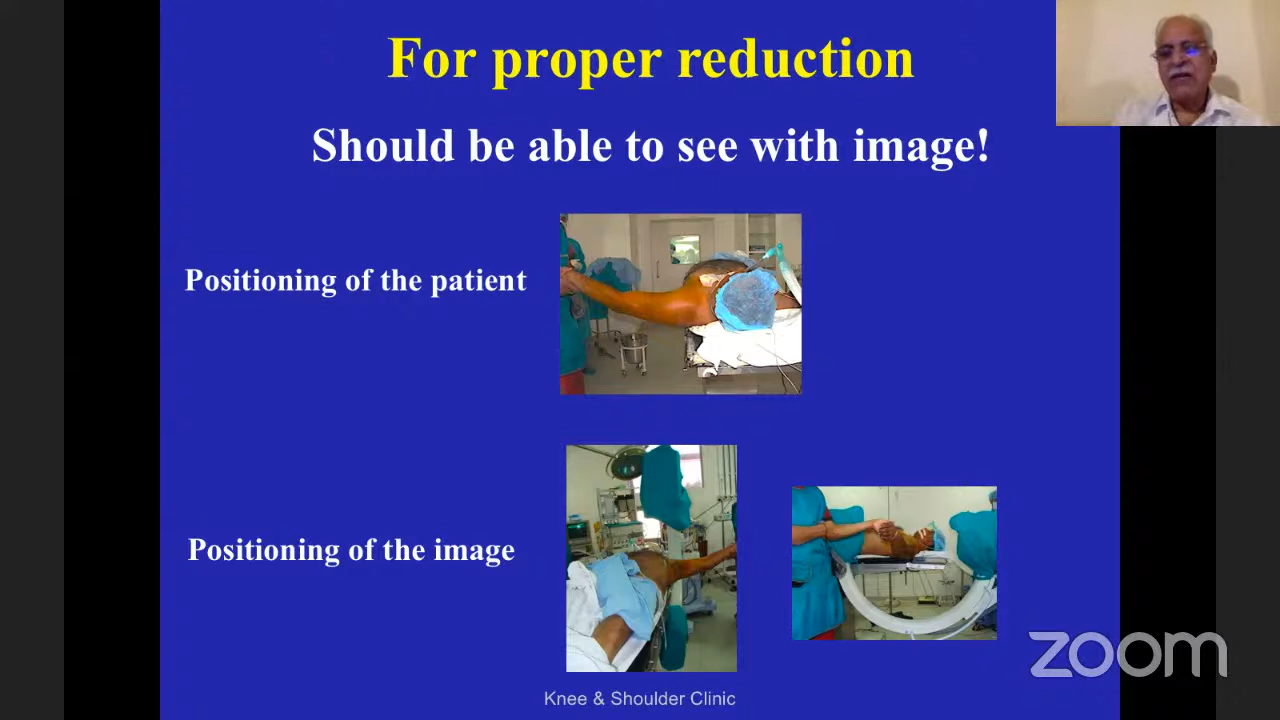 For proper reduction
Should be able to see with image!
Positioning of the patient
Positioning of the image
Knee & Shoulder Clinic
zoom